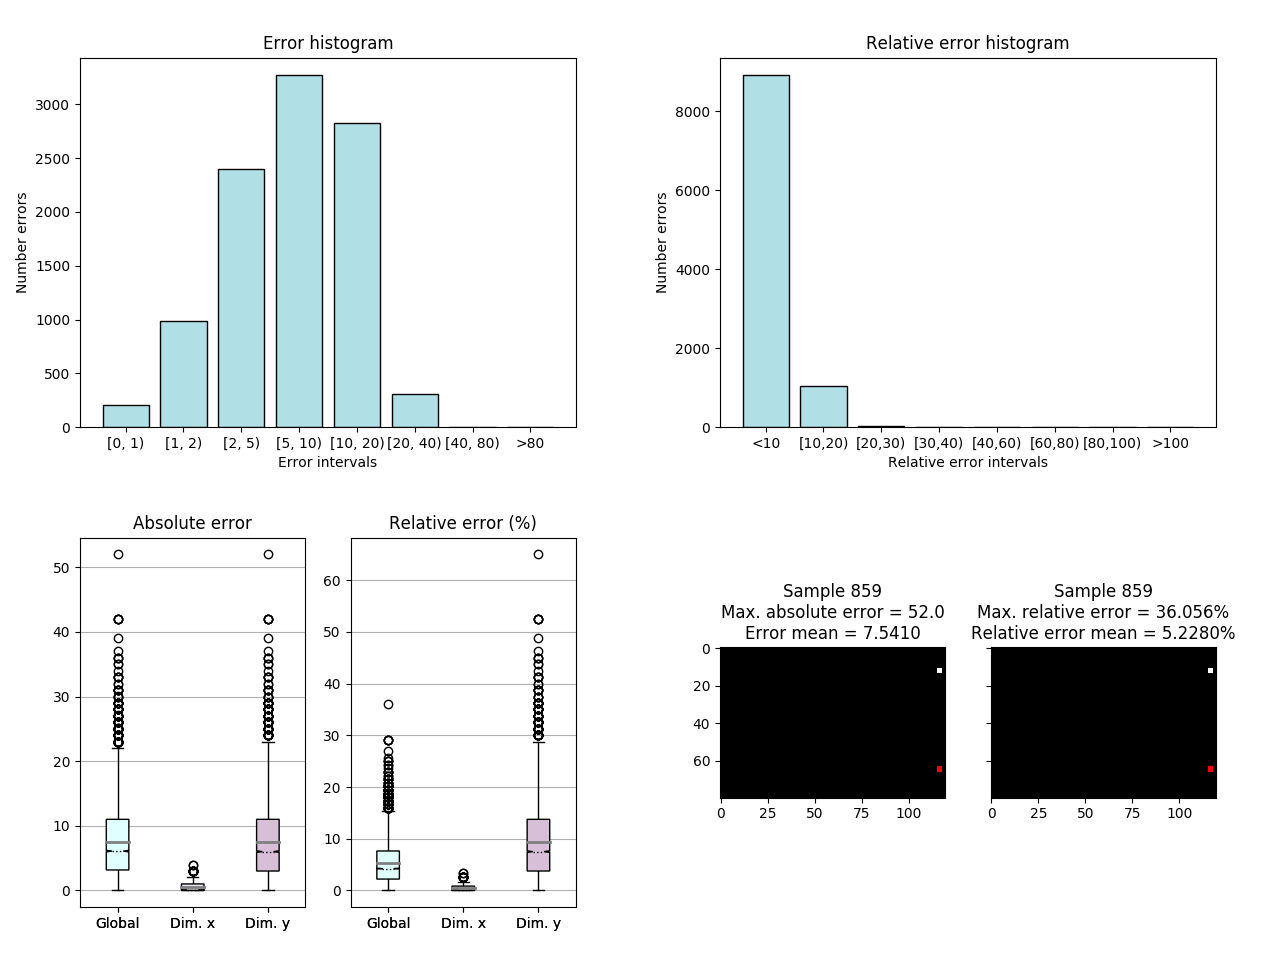 Error histogram
3000
2500
2000
1500
1000
500
0
Number errors
[0, 1)
[1, 2)
[2, 5)
[5, 10)
[10, 20)
[20, 40)
[40, 80)
>80
Error intervals
Relative error histogram
8000
6000
4000
2000
0
Number errors
<10
[10,20)
[20,30)
[30,40)
[40,60)
[60,80)
[80,100)
>100
Relative error intervals
Absolute error
50
40
30
20
10
0
Global
Dim. x
Dim. y
Relative error (%)
60
50
40
30
20
10
0
Global
Dim. x
Dim. y
Sample 859
Max. absolute error = 52.0
Error mean = 7.5410
0
20
40
60
0
25
50
75
100
Sample 859
Max. relative error = 36.056%
Relative error mean = 5.2280%
0
25
50
75
100